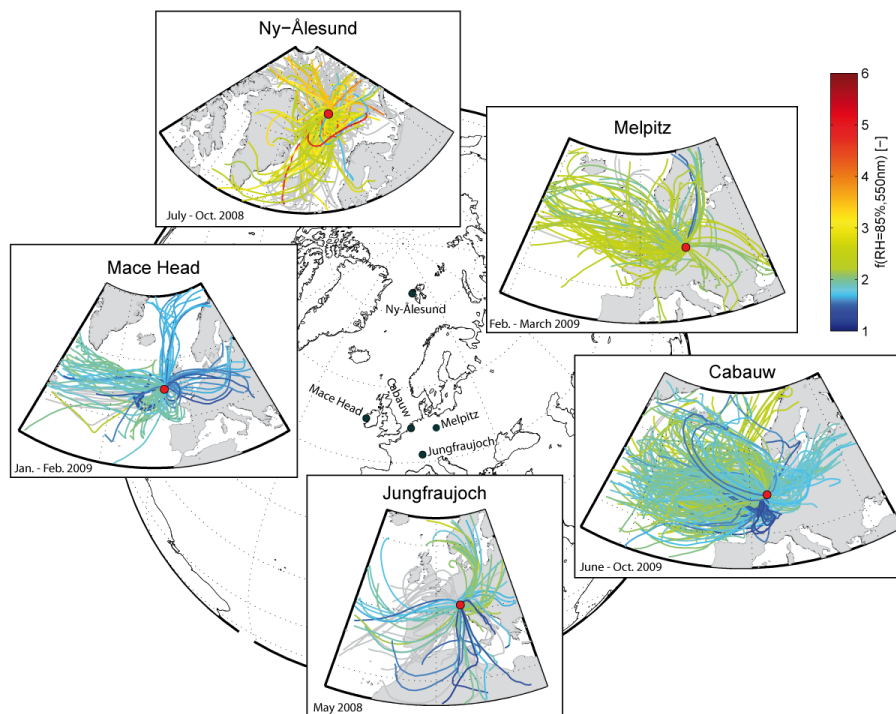 Ny-Ålesund
July - Oct. 2008
Melpitz
Feb. - March 2009
6
5
4
3
2
1
f(RH=85%,550nm) [-]
Mace Head
Jan. - Feb. 2009
Ny-Ålesund
Mace Head
Cabauw
Melpitz
Jungfraujoch
Cabauw
June - Oct. 2009
Jungfraujoch
May 2008